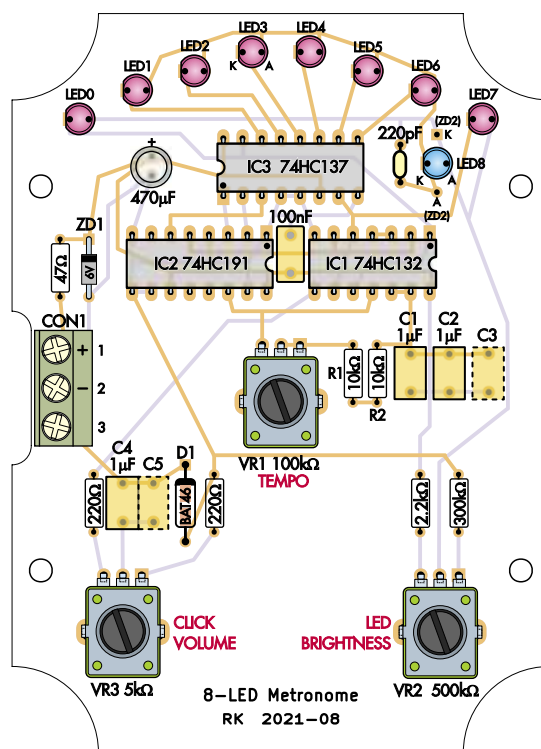 LED3
LED4
LED2
LED5
LED1
K
A
LED6
LED0
LED7
220pF
(ZD2)
K
+
IC3 74HC137
LED8
K
A
470µF
A
100nF
(ZD2)
ZD1
47Ω
6V
IC2 74HC191
IC1 74HC132
CON1
C1
C2
C3
1µF
1µF
+ 1
− 2
3
R1
10kΩ
10kΩ
R2
VR1 100kΩ
TEMPO
C4
D1
1µF
C5
220Ω
BAT46
220Ω
2.2kΩ
300kΩ
CLICK
VOLUME
LED
BRIGHTNESS
VR3 5kΩ
VR2 500kΩ
8-LED Metronome
RK 2021-08